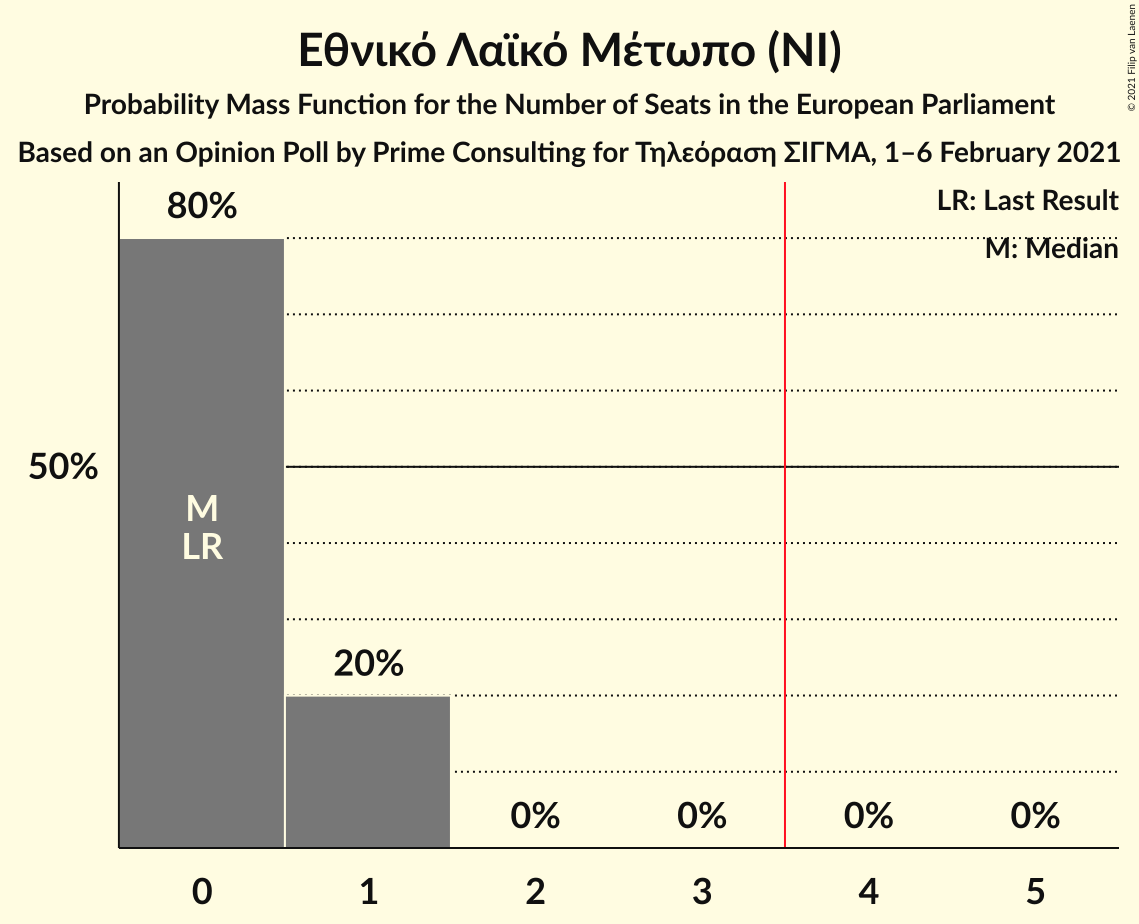 Εθνικό Λαϊκό Μέτωπο (NI)
Probability Mass Function for the Number of Seats in the European Parliament
Based on an Opinion Poll by Prime Consulting for Τηλεόραση ΣΙΓΜΑ, 1–6 February 2021
© 2021 Filip van Laenen
LR: Last Result
M: Median
80%
50%
M
LR
20%
0%
0%
0%
0%
0
1
2
3
4
5